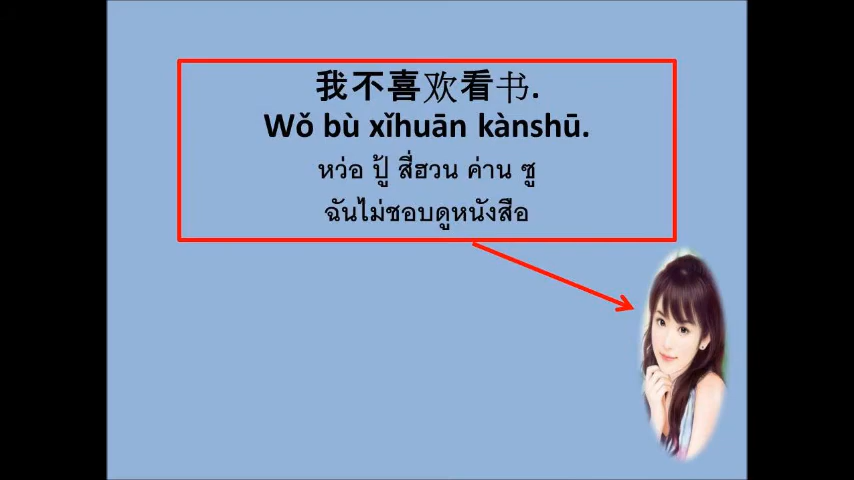 我不喜欢看书.
Wǒ bù xǐhuān kànshū.
หว่อ ปู้ สี่ฮวน ค่าน ซู
ฉันไม่ชอบดูหนังสือ